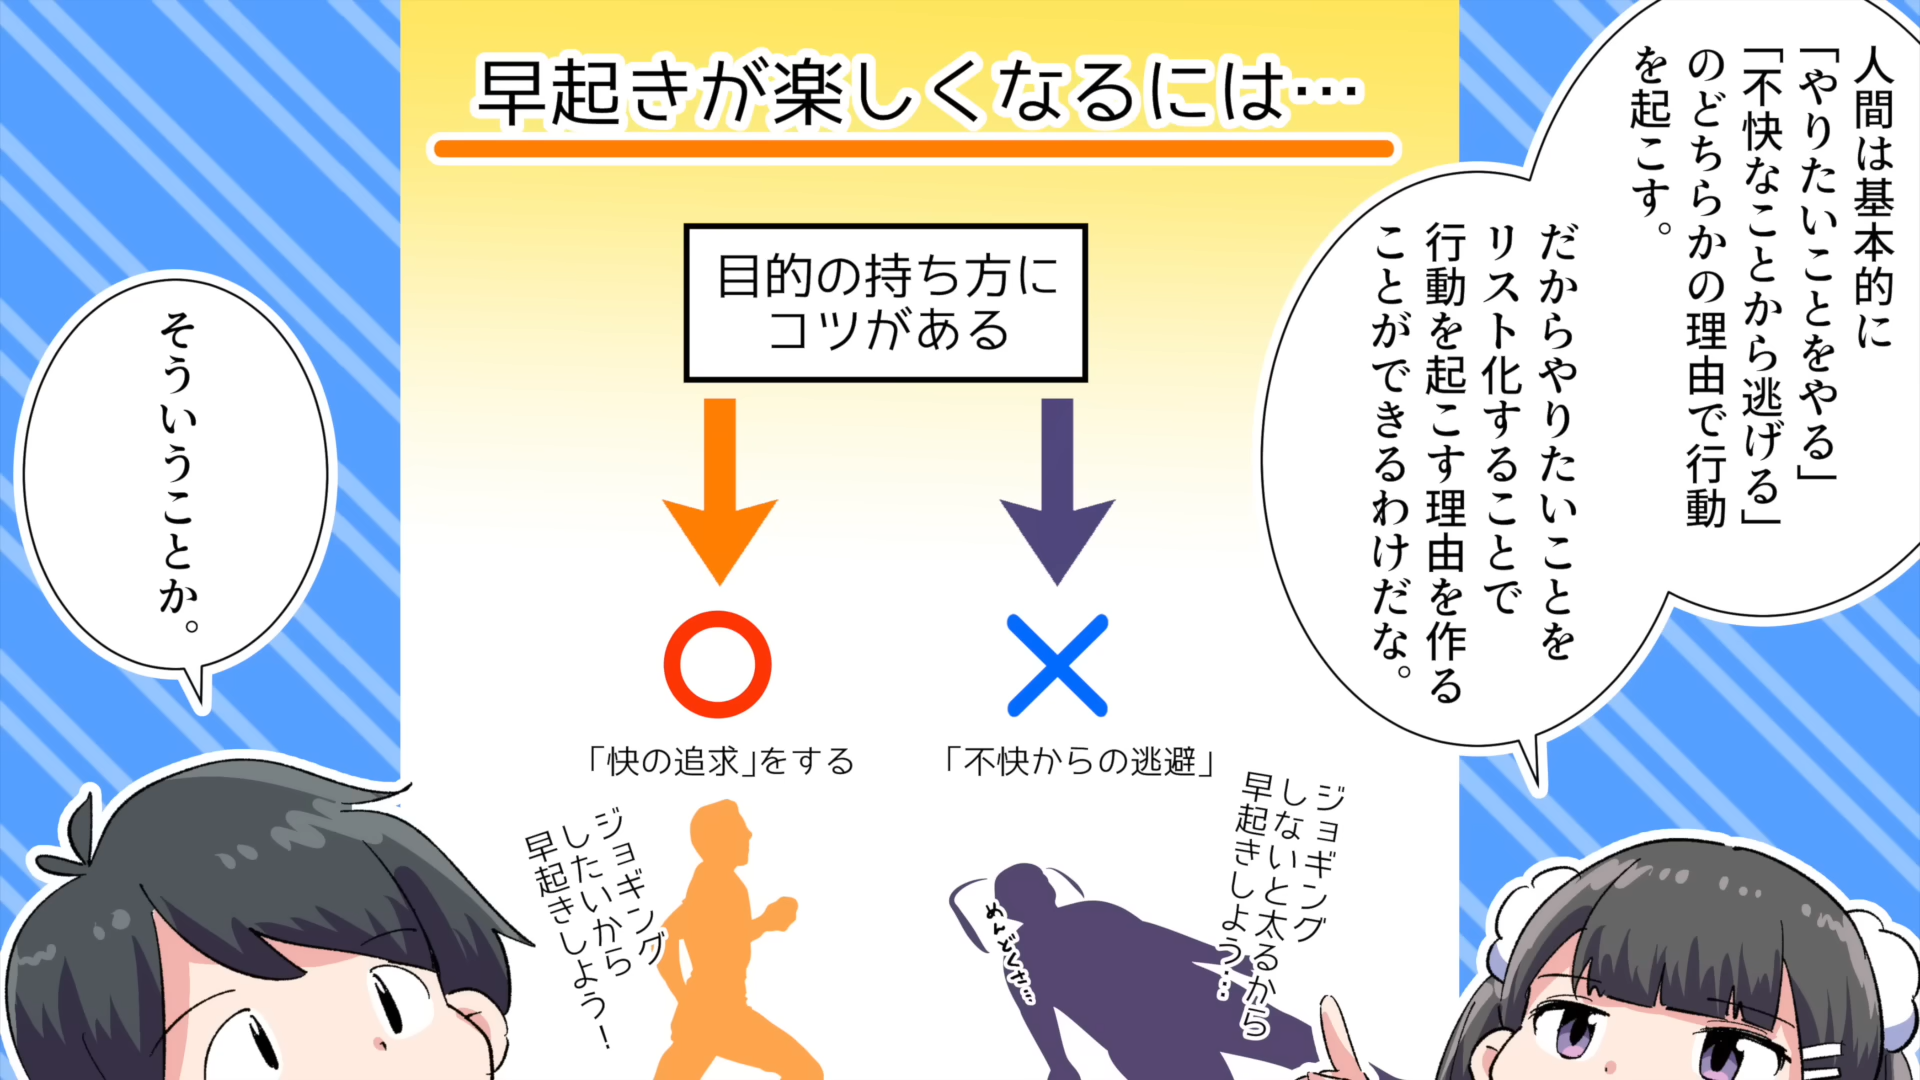 早起きが楽しくなるには…
目的の持ち方に
コツがある
「快の追求」をする
「不快からの逃避」
ジョギング
したいから
早起きしよう！
ジョギング
しないと太るから
早起きしよう…
めんどくさ…
人間は基本的に
「やりたいことをやる」
「不快なことから逃げる」
のどちらかの理由で行動
を起こす。
だからやりたいことを
リスト化することで
行動を起こす理由を作る
ことができるわけだな。
そういうことか。